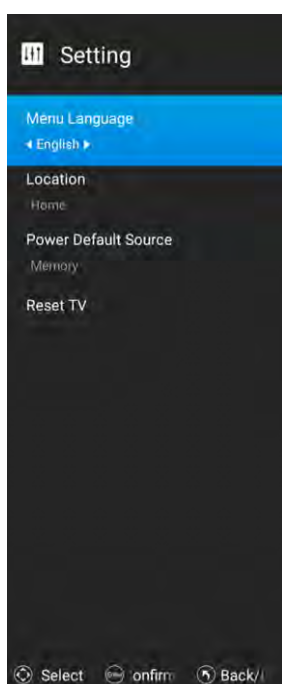 Setting
Menu Language
English
Location
Home
Power Default Source
Memory
Reset TV
Select onfirm Back/